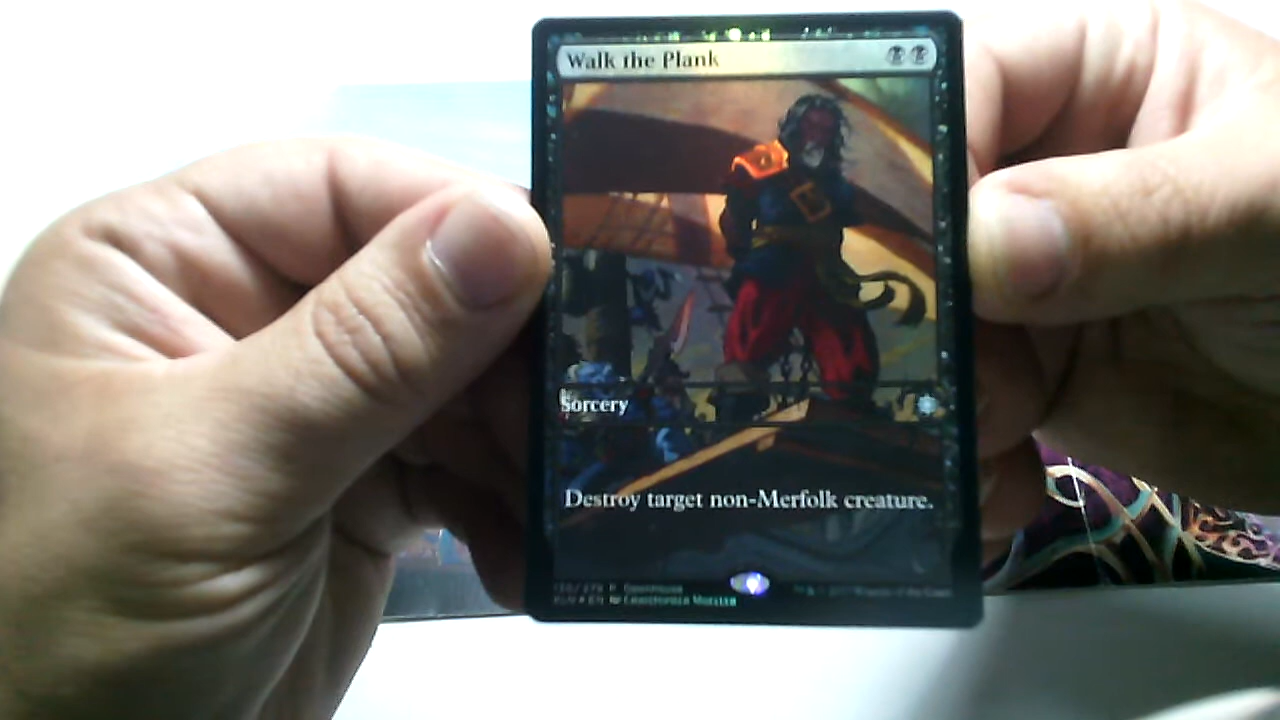 Walk the Plank
Sorcery
Destroy target non-Merfolk creature.